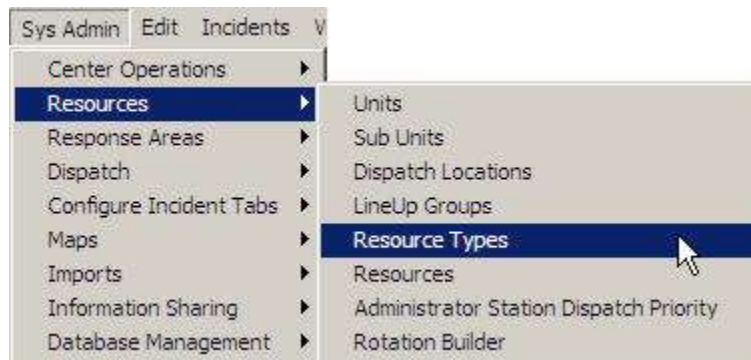 Sys Admin Edit Incidents
Center Operations
Resources
Response Areas
Dispatch
Configure Incident Tabs
Maps
Imports
Information Sharing
Database Management
Units
Sub Units
Dispatch Locations
LineUp Groups
Resource Types
Resources
Administrator Station Dispatch Priority
Rotation Builder